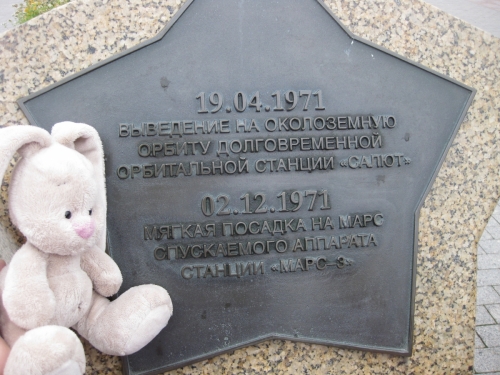 19.04.1971
ВЫВЕДЕНИЕ НА ОКОЛОЗЕМНУЮ
ОРБИТУ ДОЛГОВРЕМЕННОЙ
ОРБИТАЛЬНОЙ СТАНЦИИ «САЛЮТ»
02.12.1971
МЯГКАЯ ПОСАДКА НА МАРС
СПУСКАЕМОГО АППАРАТА
СТАНЦИИ «МАРС-3»